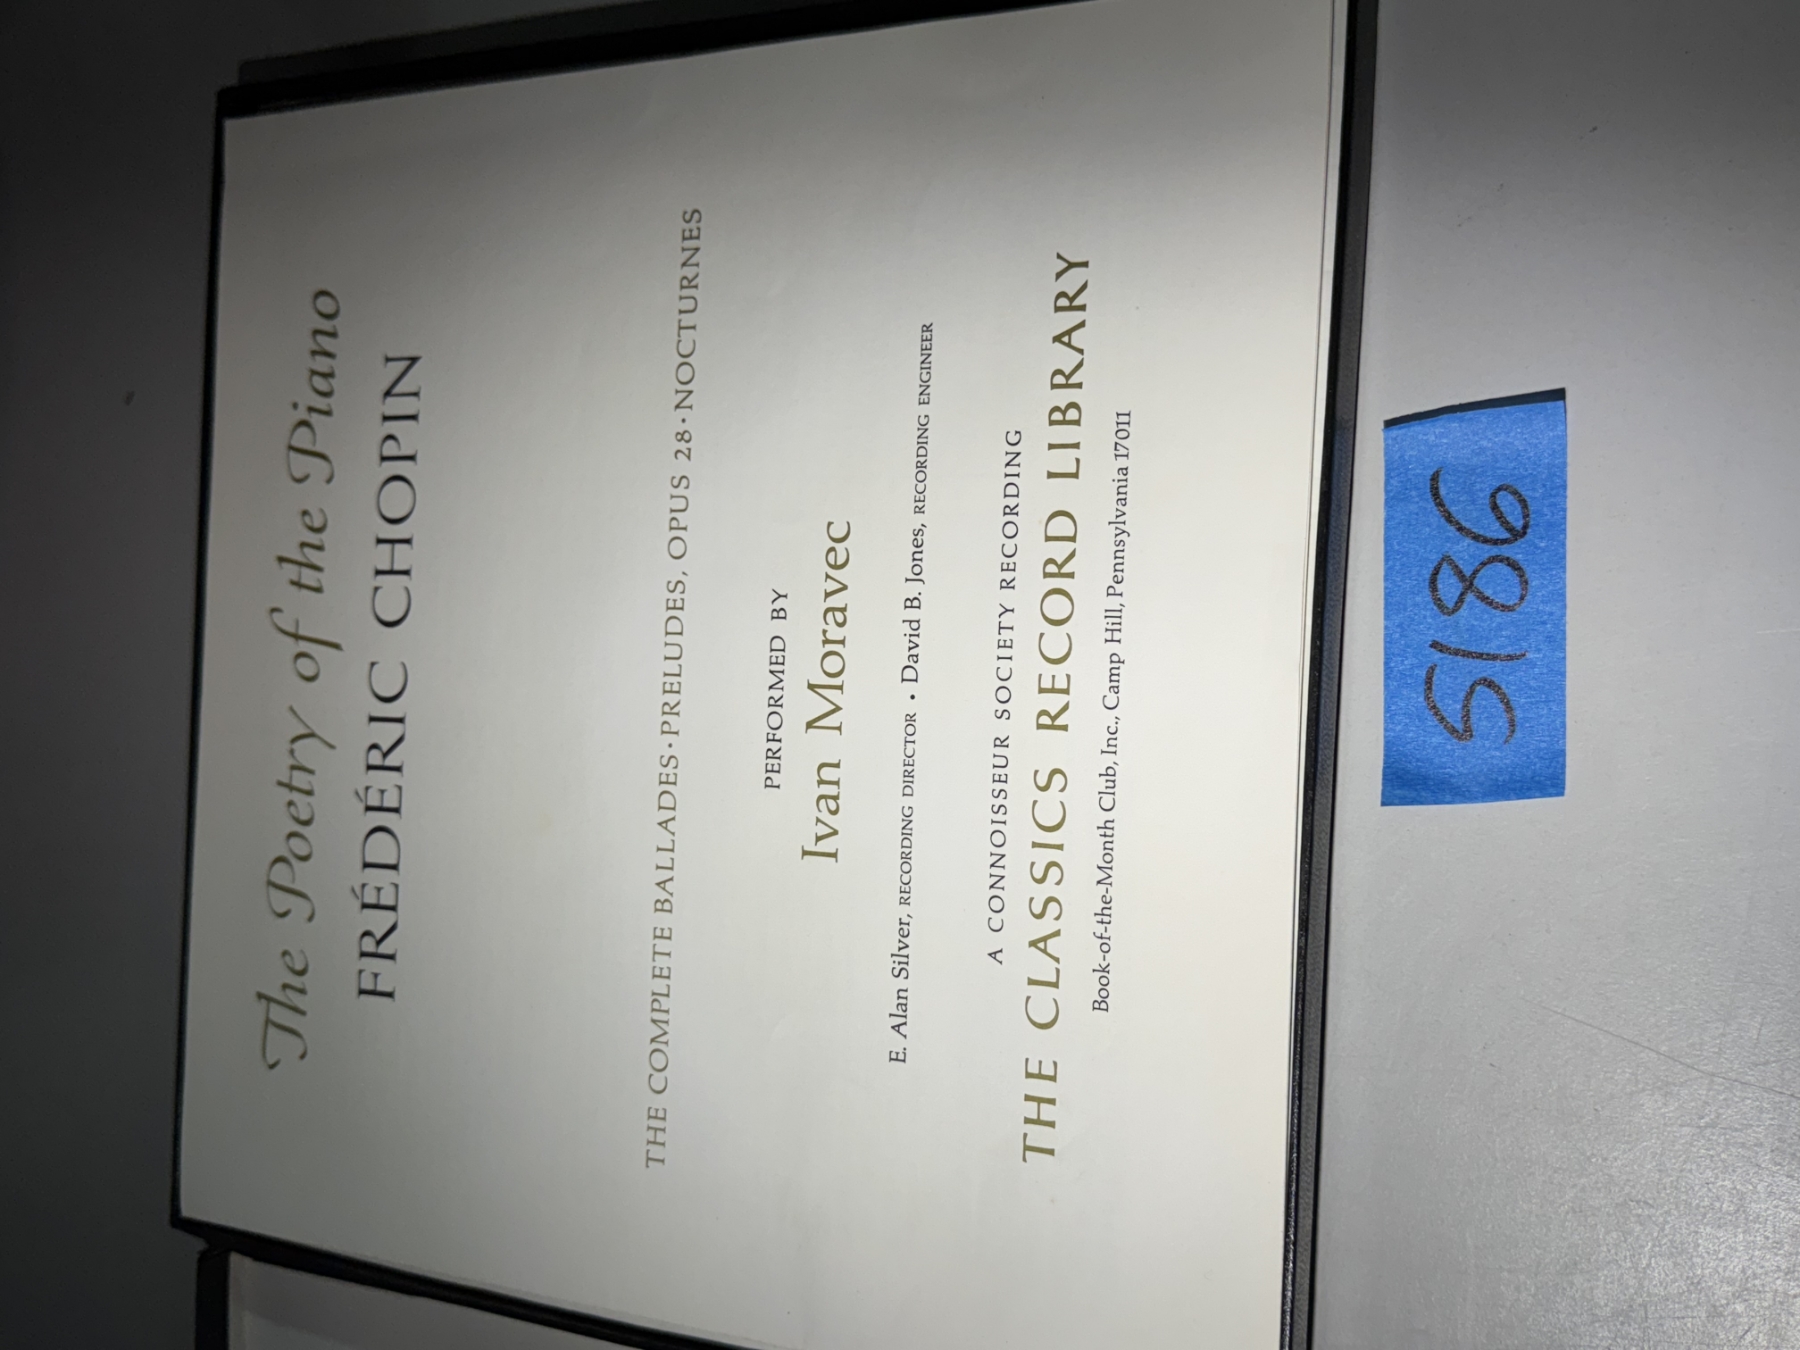 The Poetry of the Piano
FRÉDÉRIC CHOPIN
THE COMPLETE BALLADES · PRELUDES, OPUS 28 · NOCTURNES
PERFORMED BY
Ivan Moravec
E. Alan Silver, RECORDING DIRECTOR • David B. Jones, RECORDING ENGINEER
A CONNOISSEUR SOCIETY RECORDING
THE CLASSICS RECORD LIBRARY
Book-of-the-Month Club, Inc., Camp Hill, Pennsylvania 17011
5186